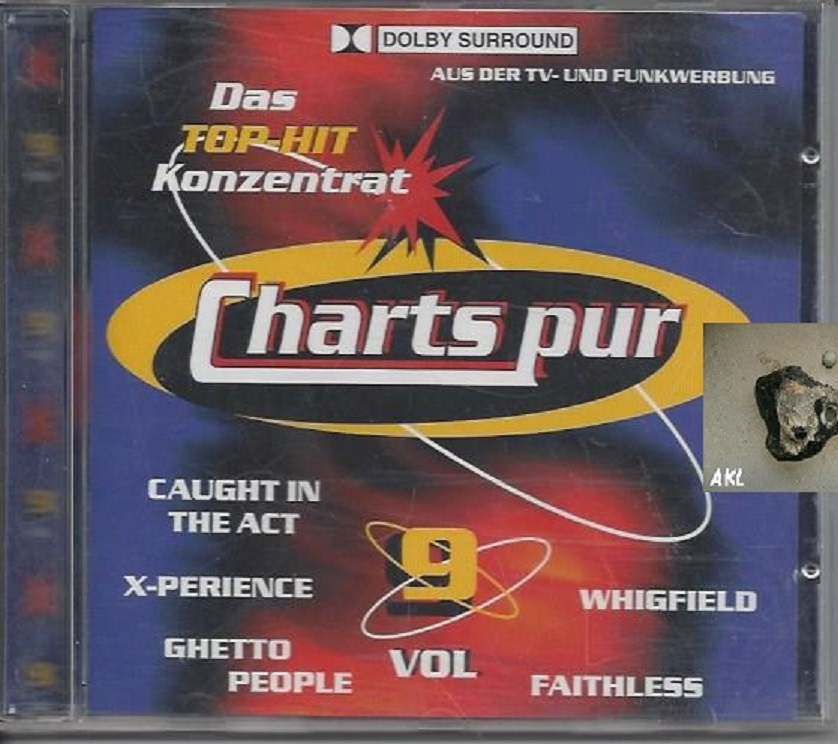 DOLBY SURROUND
AUS DER TV- UND FUNKWERBUNG
Das
TOP-HIT
Konzentrat
Charts pur
AKL
CAUGHT IN
THE ACT
X-PERIENCE
GHETTO
PEOPLE
9
VOL
WHIGFIELD
FAITHLESS